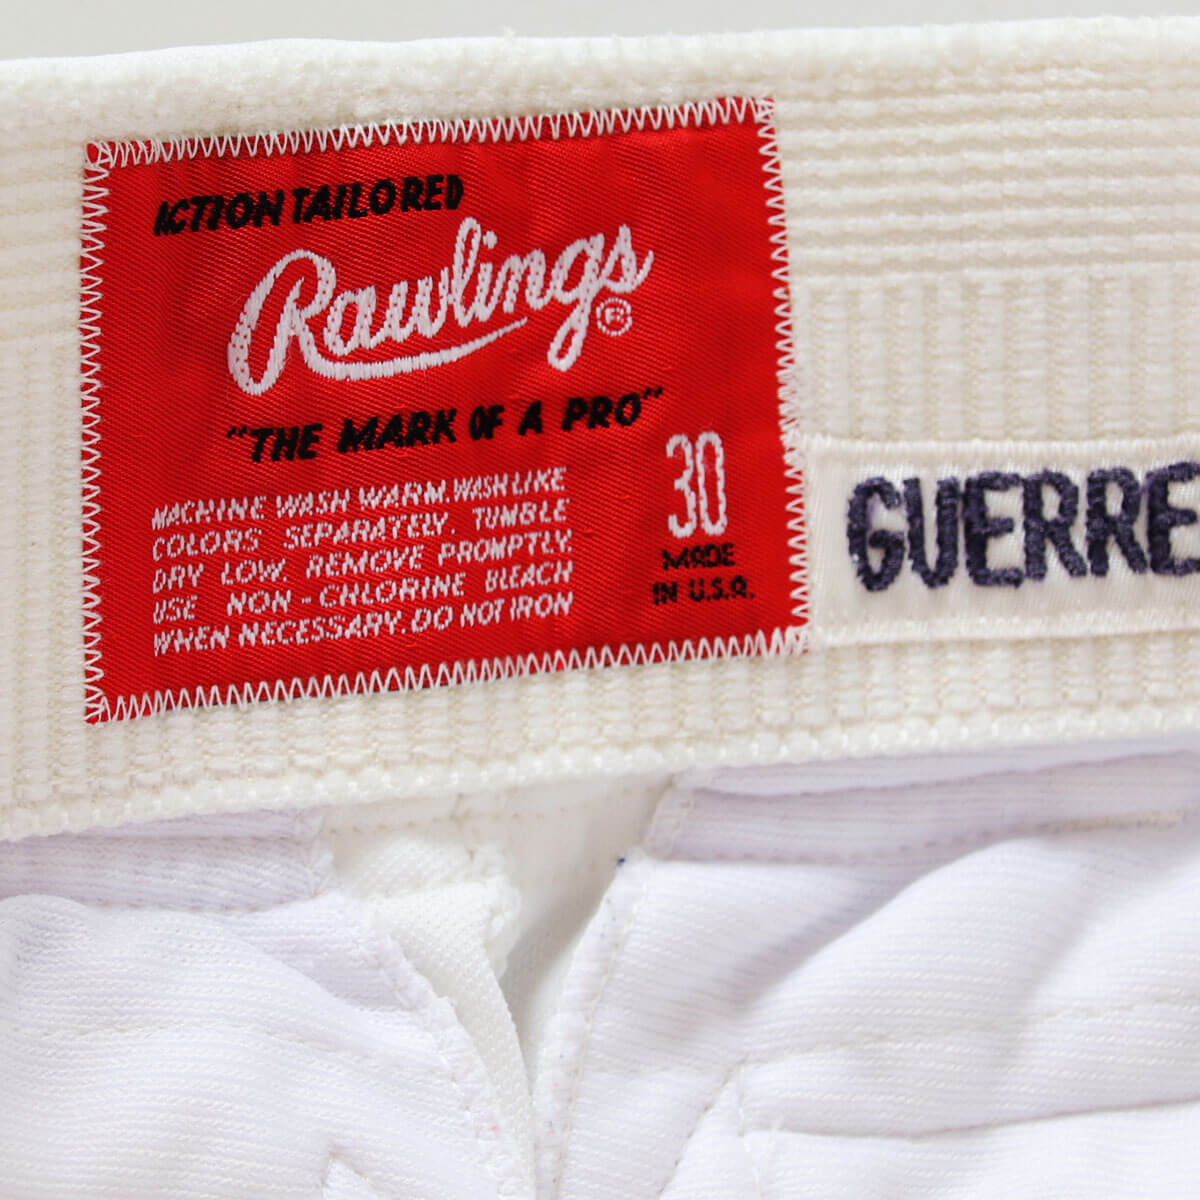 ACTION TAILORED
Rawlings®
"THE MARK OF A PRO"
MACHINE WASH WARM. WASH LIKE
COLORS SEPARATELY. TUMBLE
DRY LOW. REMOVE PROMPTLY.
USE NON-CHLORINE BLEACH
WHEN NECESSARY. DO NOT IRON
30
MADE
IN U.S.A.
GUERRE